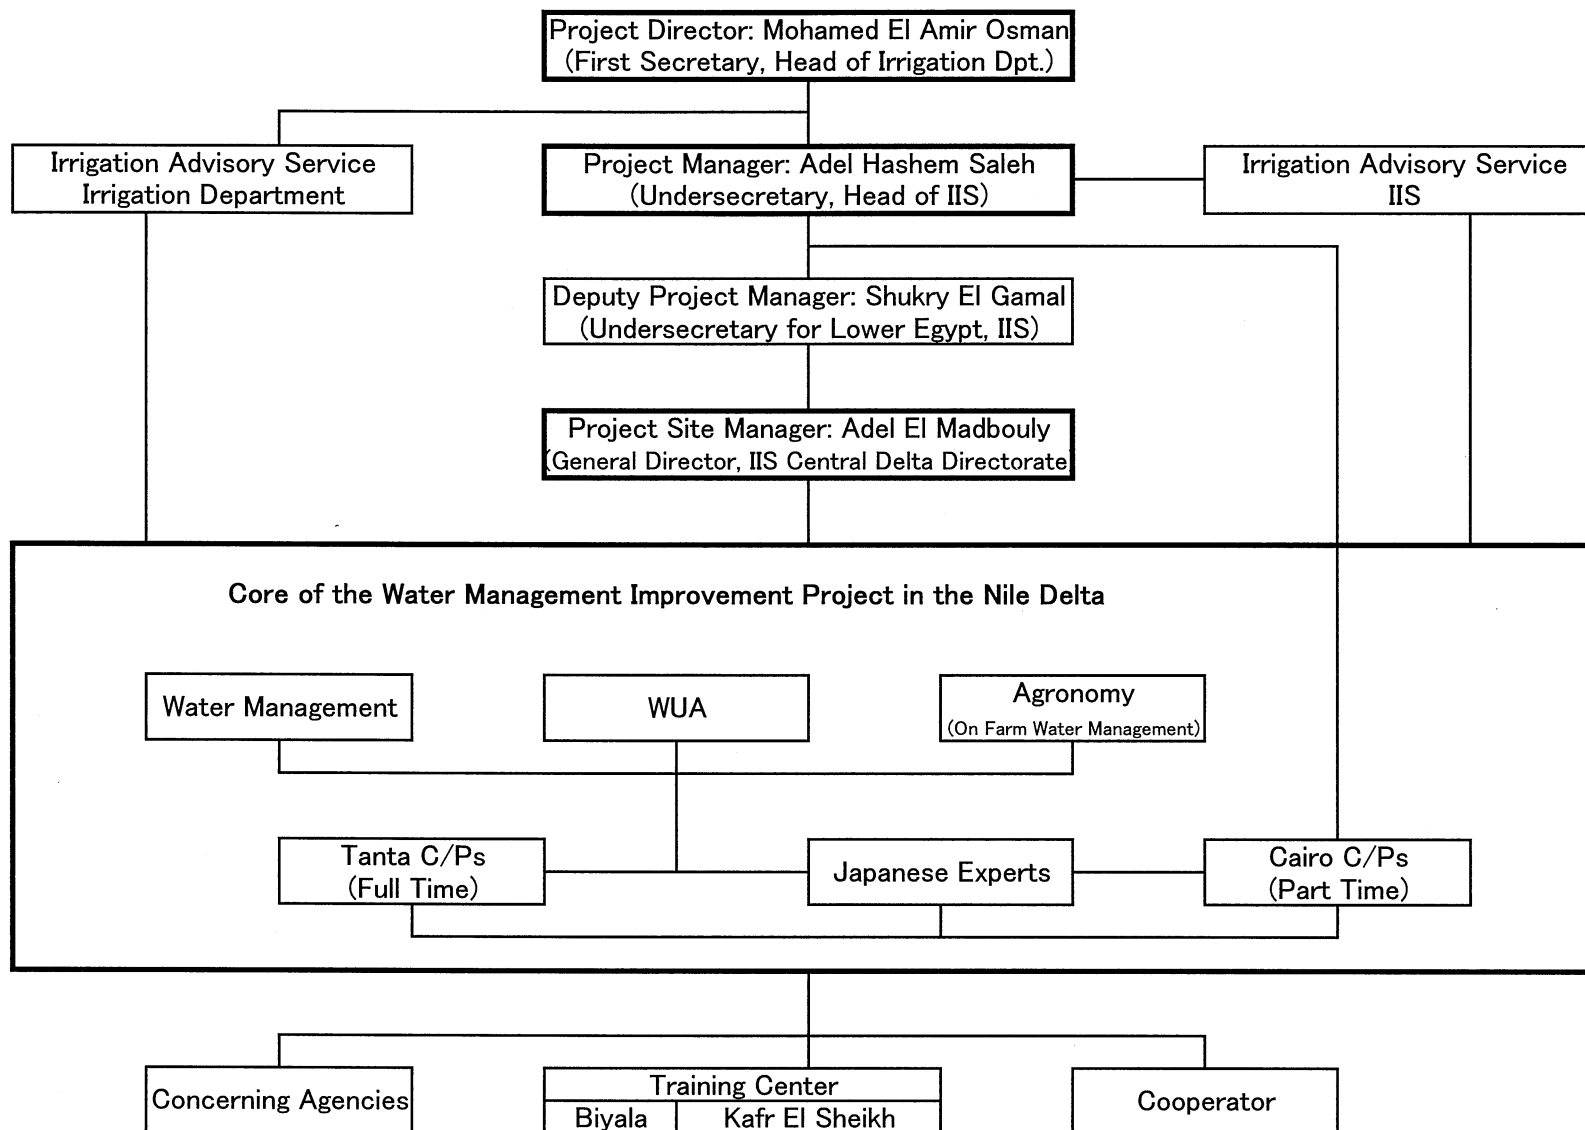 Project Director: Mohamed El Amir Osman
(First Secretary, Head of Irrigation Dpt.)
Irrigation Advisory Service
Irrigation Department
Project Manager: Adel Hashem Saleh
(Undersecretary, Head of IIS)
Irrigation Advisory Service
IIS
Deputy Project Manager: Shukry El Gamal
(Undersecretary for Lower Egypt, IIS)
Project Site Manager: Adel El Madbouly
(General Director, IIS Central Delta Directorate
Core of the Water Management Improvement Project in the Nile Delta
Water Management
WUA
Agronomy
(On Farm Water Management)
Tanta C/Ps
(Full Time)
Japanese Experts
Cairo C/Ps
(Part Time)
Concerning Agencies
Training Center
Biyala
Kafr El Sheikh
Cooperator